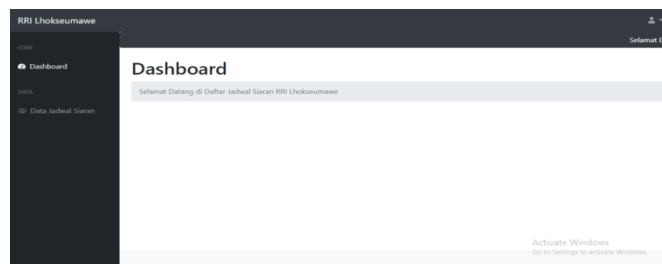 RRI Lhokseumawe
Selamat D
CORE
Dashboard
DATA
Data Jadwal Siaran
Dashboard
Selamat Datang di Daftar Jadwal Siaran RRI Lhokseumawe
Activate Windows
Go to Settings to activate Windows.